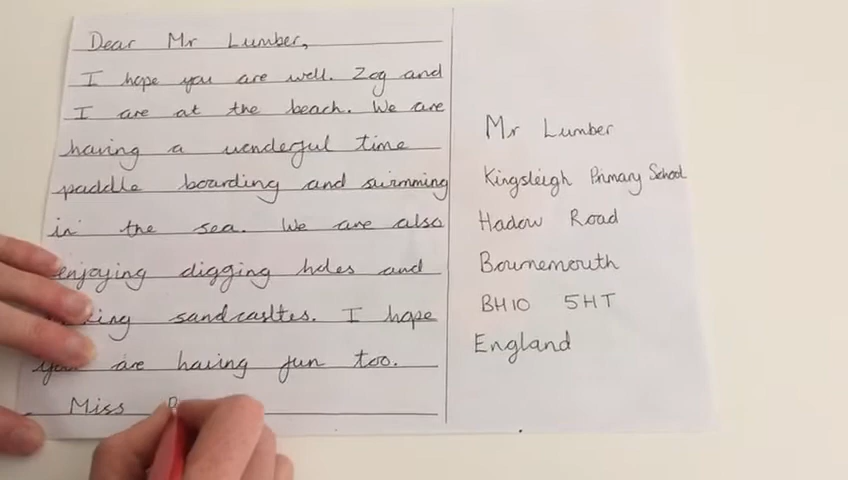 Dear Mr Lumber,
I hope you are well. Zog and
I are at the beach. We are
having a wonderful time
paddle boarding and swimming
in the sea. We are also
enjoying digging holes and
sandcasltes. I hope
you are having fun too.
Miss
Mr Lumber
Kingsleigh Primary School
Hadow Road
Bournemouth
BH10 5HT
England